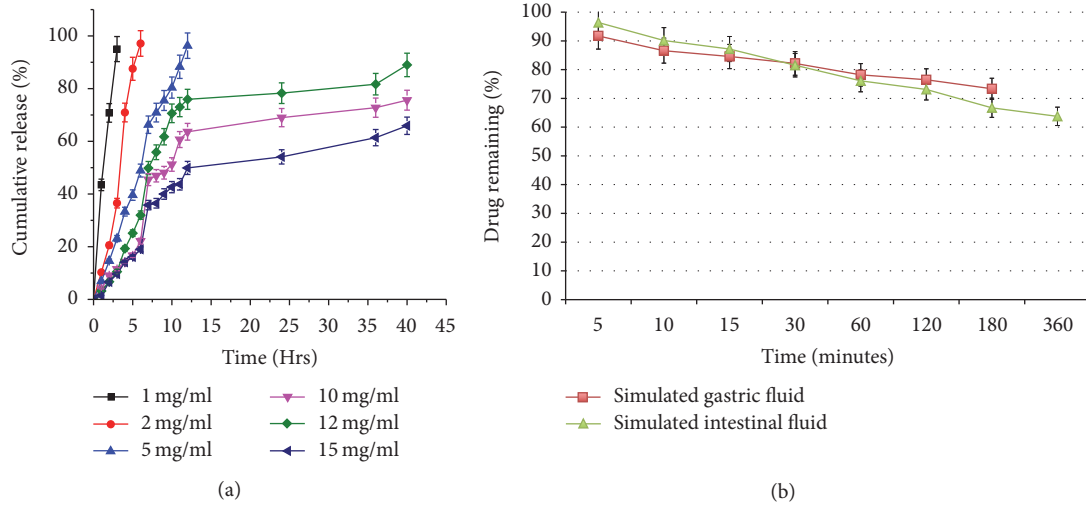 100
80
60
40
20
0
Cumulative release (%)
0 5 10 15 20 25 30 35 40 45
Time (Hrs)
1 mg/ml
2 mg/ml
5 mg/ml
10 mg/ml
12 mg/ml
15 mg/ml
(a)
100
90
80
70
60
50
40
30
20
10
0
Drug remaining (%)
5 10 15 30 60 120 180 360
Time (minutes)
Simulated gastric fluid
Simulated intestinal fluid
(b)